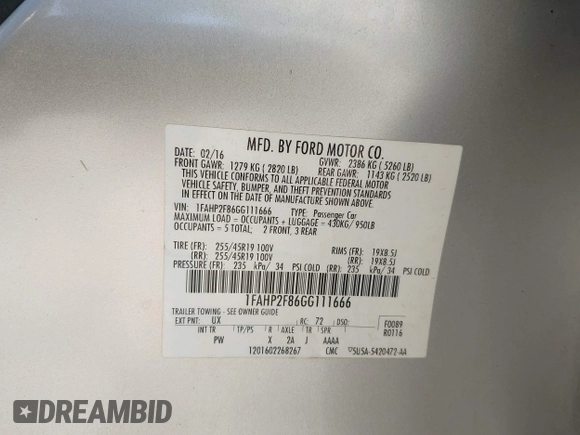 MFD. BY FORD MOTOR CO.
DATE: 02/16 GVWR: 2386 KG ( 5260 LB)
FRONT GAWR: 1279 KG ( 2820 LB) REAR GAWR: 1143 KG ( 2520 LB)
THIS VEHICLE CONFORMS TO ALL APPLICABLE FEDERAL MOTOR
VEHICLE SAFETY, BUMPER, AND THEFT PREVENTION STANDARDS
IN EFFECT ON THE DATE OF MANUFACTURE SHOWN ABOVE.
VIN: 1FAHP2F86GG111666 TYPE: Passenger Car
MAXIMUM LOAD = OCCUPANTS + LUGGAGE = 430KG/ 950LB
OCCUPANTS = 5 TOTAL; 2 FRONT, 3 REAR
TIRE (FR): 255/45R19 100V RIMS (FR): 19X8.5J
(RR): 255/45R19 100V (RR): 19X8.5J
PRESSURE (FR): 235 kPa/ 34 PSI COLD (RR): 235 kPa/ 34 PSI COLD
1FAHP2F86GG111666
TRAILER TOWING - SEE OWNER GUIDE
EXT PNT: UX RC: 72 DSO: F0089
R0116
INT TR TP/PS R AXLE TR SPR
PW X 2A J AAAA
1201602268267 CMC 5U5A-5420472-AA
DREAMBID